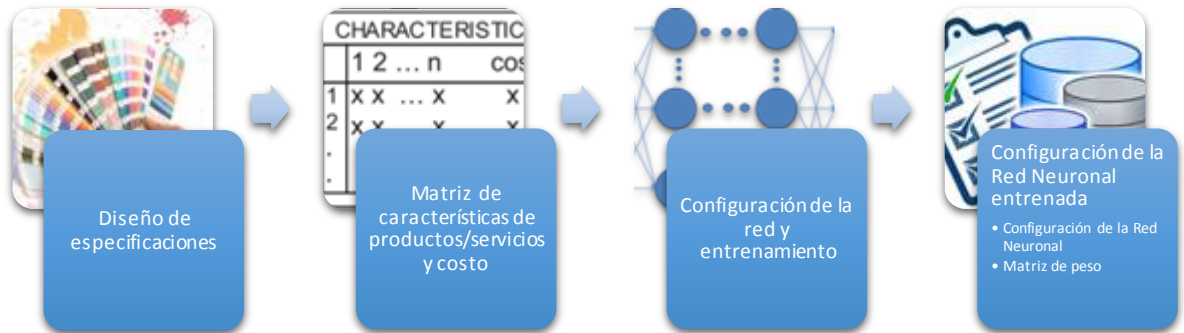 CHARACTERISTIC
1 2 ... n cos
1 x x ... x x
2 x x ... x x
.
.
Diseño de
especificaciones
Matriz de
características de
productos/servicios
y costo
Configuración de la
red y
entrenamiento
Configuración de la
Red Neuronal
entrenada
• Configuración de la Red
Neuronal
• Matriz de peso